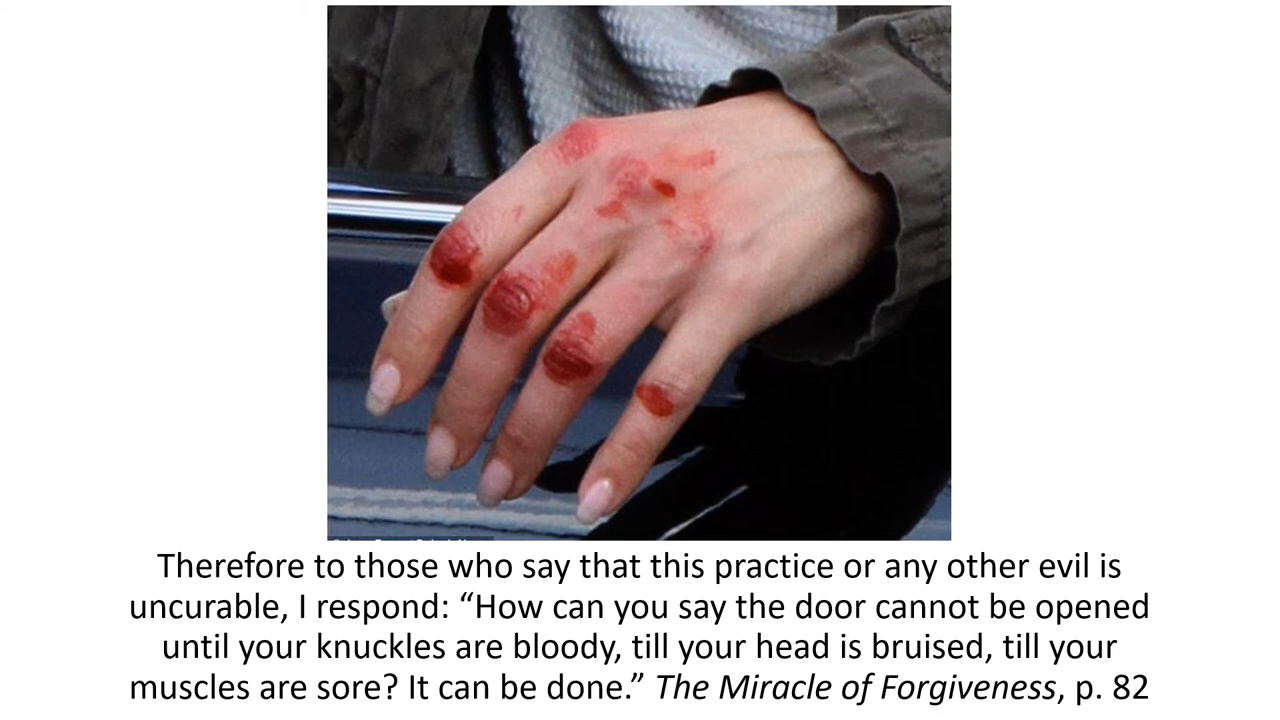 Therefore to those who say that this practice or any other evil is
uncurable, I respond: “How can you say the door cannot be opened
until your knuckles are bloody, till your head is bruised, till your
muscles are sore? It can be done.” The Miracle of Forgiveness, p. 82